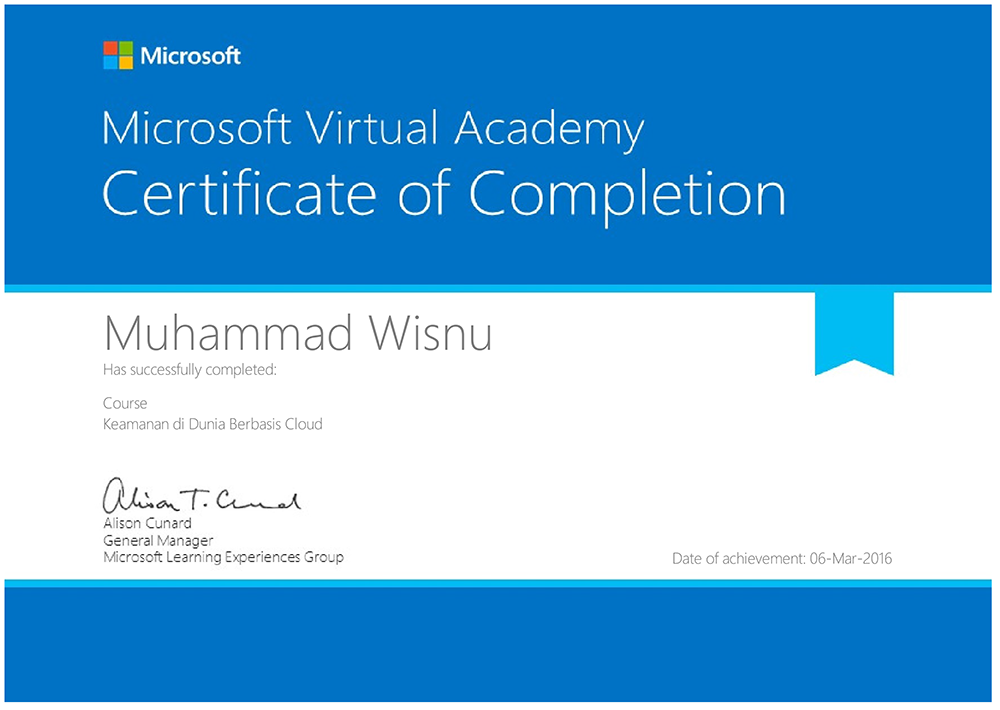 Microsoft
Microsoft Virtual Academy
Certificate of Completion
Muhammad Wisnu
Has successfully completed:
Course
Keamanan di Dunia Berbasis Cloud
Alison T. Cunard
Alison Cunard
General Manager
Microsoft Learning Experiences Group
Date of achievement: 06-Mar-2016